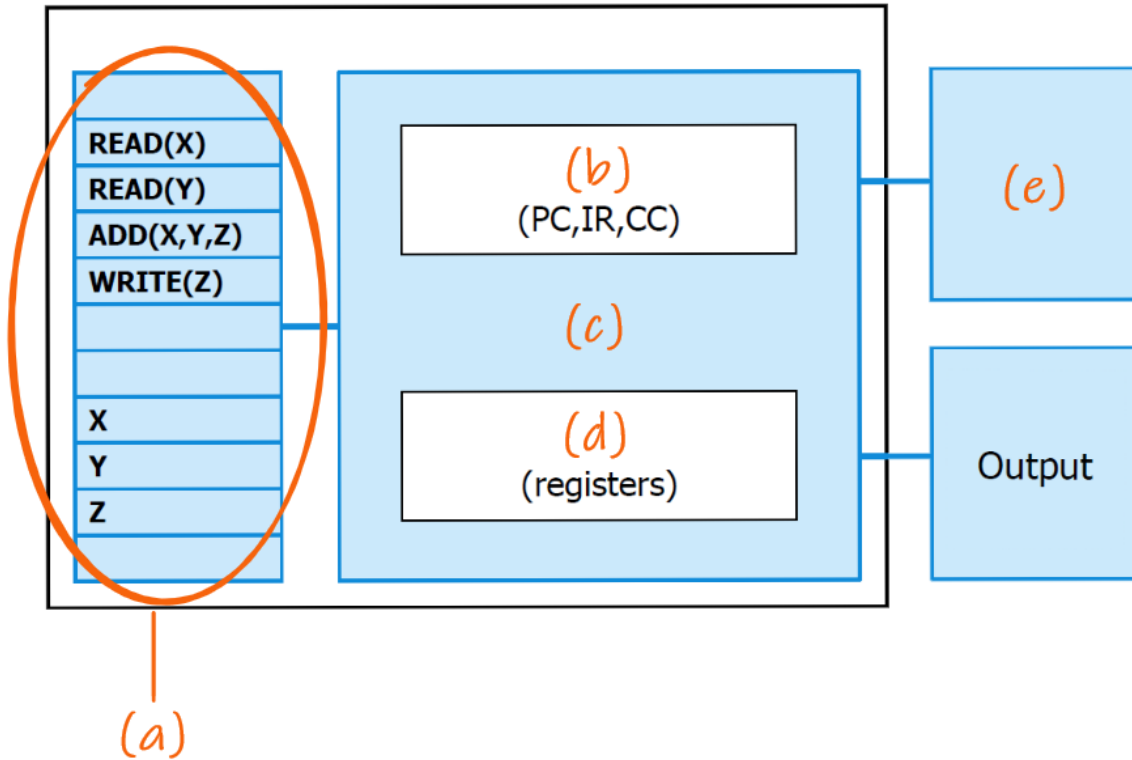 READ(X)
READ(Y)
ADD(X,Y,Z)
WRITE(Z)
X
Y
Z
(a)
(b)
(PC,IR,CC)
(c)
(d)
(registers)
(e)
Output